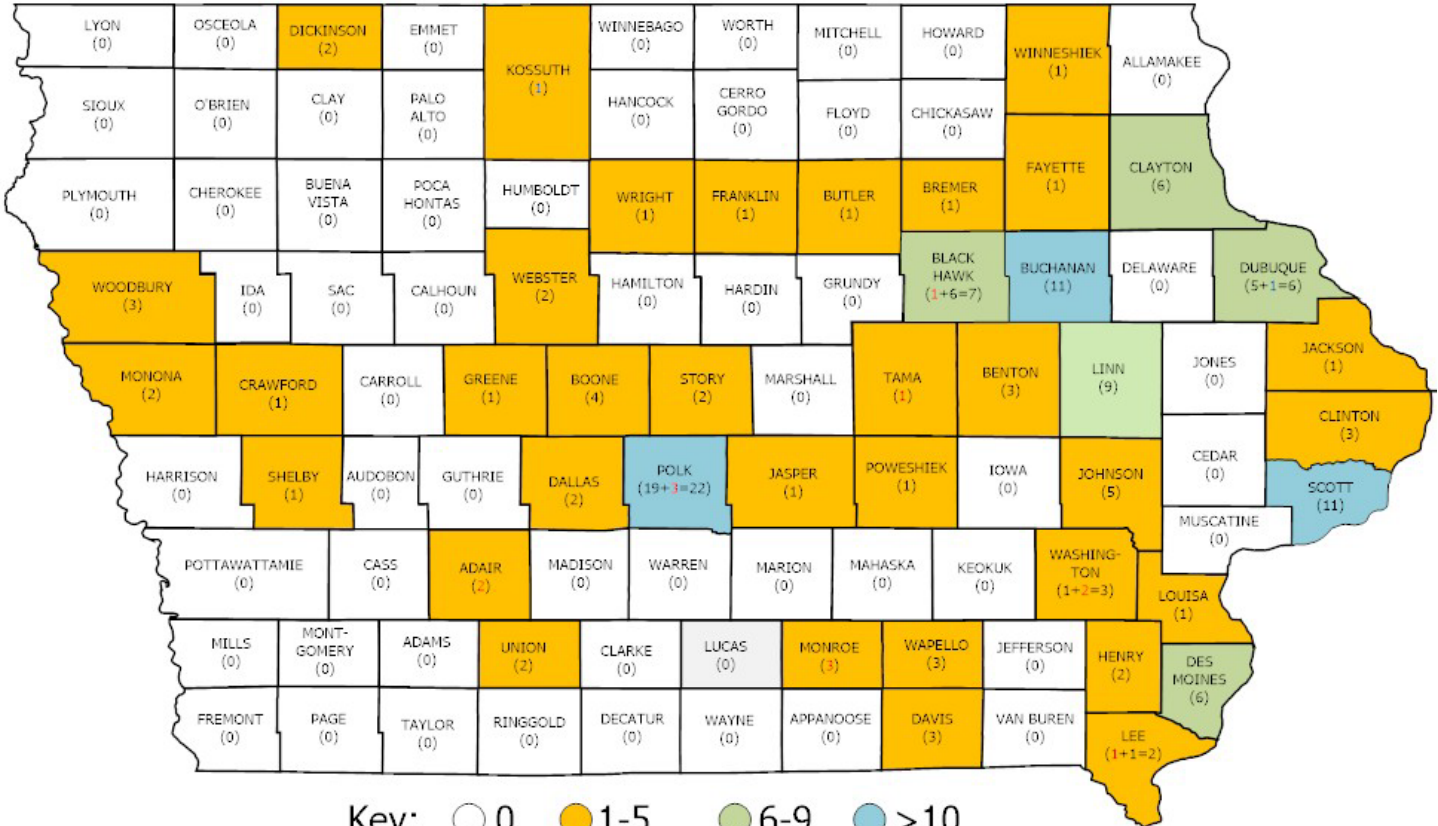 LYON
(0)
OSCEOLA
(0)
DICKINSON
(2)
EMMET
(0)
KOSSUTH
(1)
WINNEBAGO
(0)
WORTH
(0)
MITCHELL
(0)
HOWARD
(0)
WINNESHIEK
(1)
ALLAMAKEE
(0)
SIOUX
(0)
O'BRIEN
(0)
CLAY
(0)
PALO
ALTO
(0)
HANCOCK
(0)
CERRO
GORDO
(0)
FLOYD
(0)
CHICKASAW
(0)
FAYETTE
(1)
CLAYTON
(6)
PLYMOUTH
(0)
CHEROKEE
(0)
BUENA
VISTA
(0)
POCA
HONTAS
(0)
HUMBOLDT
(0)
WRIGHT
(1)
FRANKLIN
(1)
BUTLER
(1)
BREMER
(1)
WOODBURY
(3)
IDA
(0)
SAC
(0)
CALHOUN
(0)
WEBSTER
(2)
HAMILTON
(0)
HARDIN
(0)
GRUNDY
(0)
BLACK
HAWK
(1+6=7)
BUCHANAN
(11)
DELAWARE
(0)
DUBUQUE
(5+1=6)
MONONA
(2)
CRAWFORD
(1)
CARROLL
(0)
GREENE
(1)
BOONE
(4)
STORY
(2)
MARSHALL
(0)
TAMA
(1)
BENTON
(3)
LINN
(9)
JONES
(0)
JACKSON
(1)
CLINTON
(3)
HARRISON
(0)
SHELBY
(1)
AUDOBON
(0)
GUTHRIE
(0)
DALLAS
(2)
POLK
(19+3=22)
JASPER
(1)
POWESHIEK
(1)
IOWA
(0)
JOHNSON
(5)
CEDAR
(0)
SCOTT
(11)
MUSCATINE
(0)
POTTAWATTAMIE
(0)
CASS
(0)
ADAIR
(2)
MADISON
(0)
WARREN
(0)
MARION
(0)
MAHASKA
(0)
KEOKUK
(0)
WASHING-
TON
(1+2=3)
LOUISA
(1)
MILLS
(0)
MONT-
GOMERY
(0)
ADAMS
(0)
UNION
(2)
CLARKE
(0)
LUCAS
(0)
MONROE
(3)
WAPELLO
(3)
JEFFERSON
(0)
HENRY
(2)
DES
MOINES
(6)
FREMONT
(0)
PAGE
(0)
TAYLOR
(0)
RINGGOLD
(0)
DECATUR
(0)
WAYNE
(0)
APPANOOSE
(0)
DAVIS
(3)
VAN BUREN
(0)
LEE
(1+1=2)
Key: 0 1-5 6-9 >10